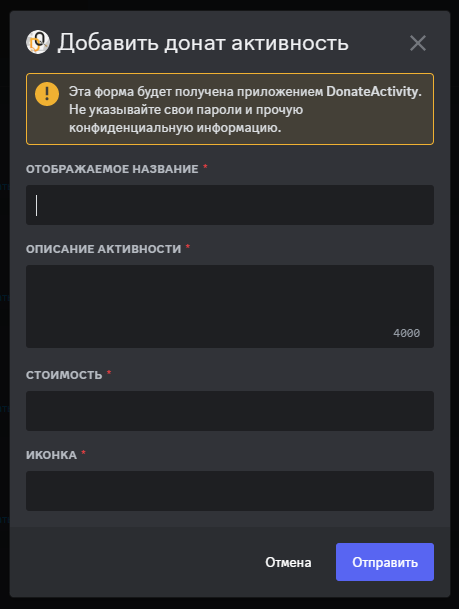 Добавить донат активность
Эта форма будет получена приложением DonateActivity.
Не указывайте свои пароли и прочую
конфиденциальную информацию.
ОТОБРАЖАЕМОЕ НАЗВАНИЕ *
ОПИСАНИЕ АКТИВНОСТИ *
4000
СТОИМОСТЬ *
ИКОНКА *
Отмена
Отправить